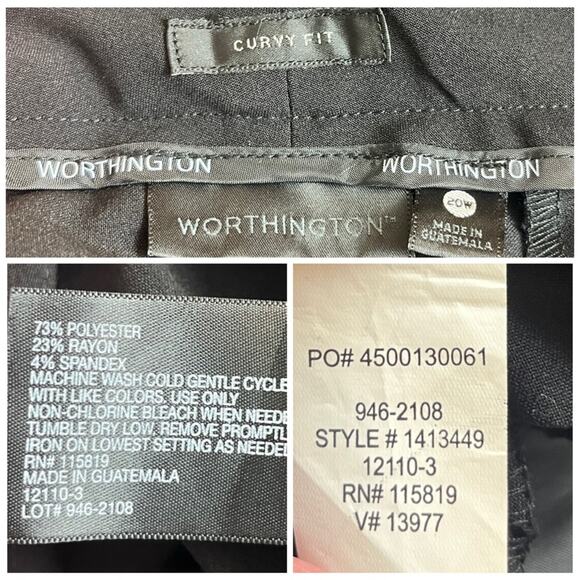 CURVY FIT
WORTHINGTON WORTHINGTON
WORTHINGTON™
20W
MADE IN
GUATEMALA
73% POLYESTER
23% RAYON
4% SPANDEX
MACHINE WASH COLD GENTLE CYCLE
WITH LIKE COLORS. USE ONLY
NON-CHLORINE BLEACH WHEN NEEDE
TUMBLE DRY LOW. REMOVE PROMPTL
IRON ON LOWEST SETTING AS NEEDE
RN# 115819
MADE IN GUATEMALA
12110-3
LOT# 946-2108
PO# 4500130061
946-2108
STYLE # 1413449
12110-3
RN# 115819
V# 13977